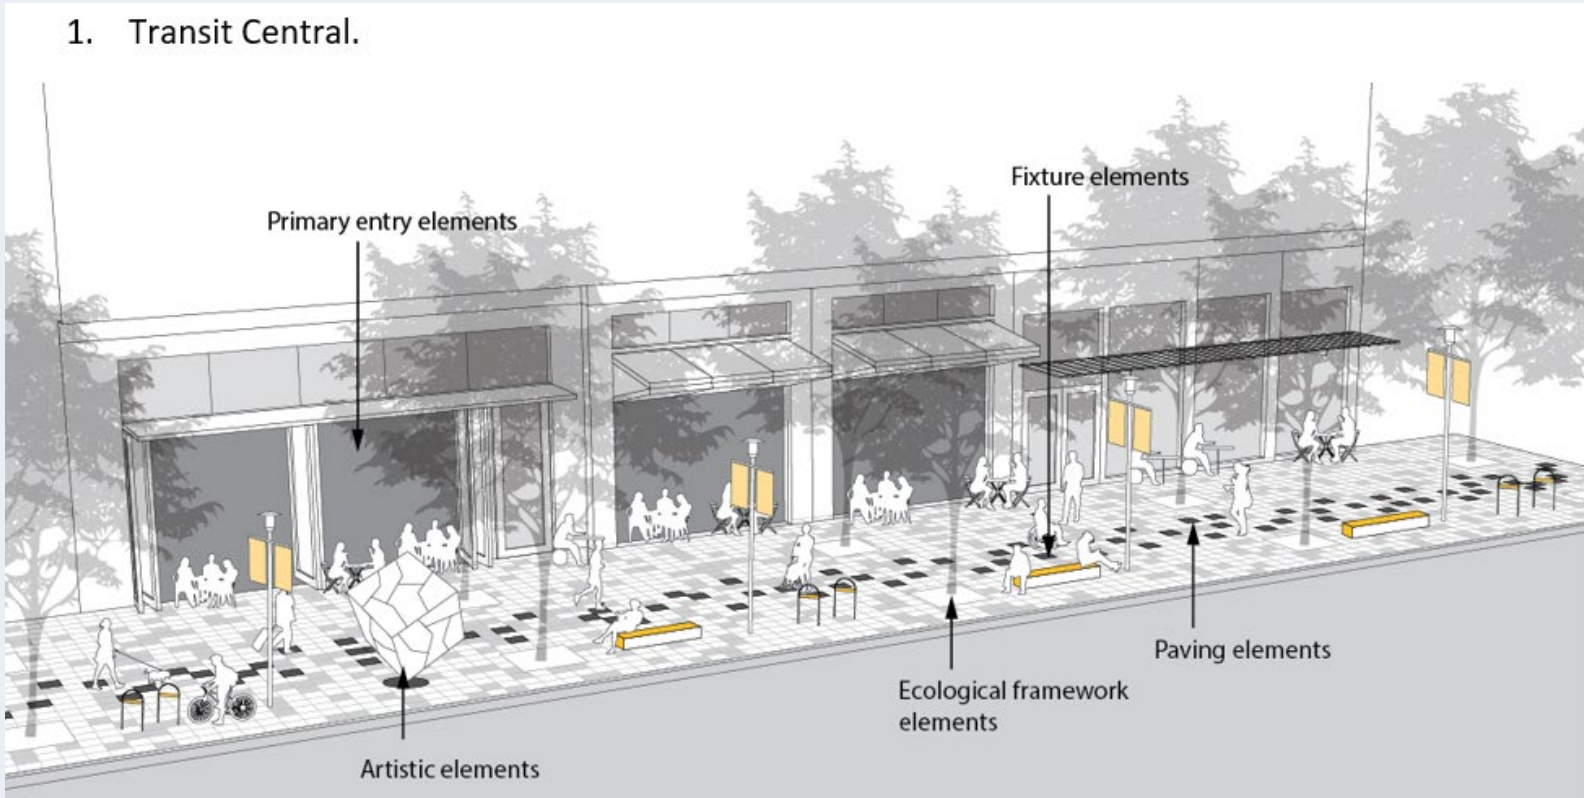 1. Transit Central.
Fixture elements
Primary entry elements
Paving elements
Ecological framework
elements
Artistic elements